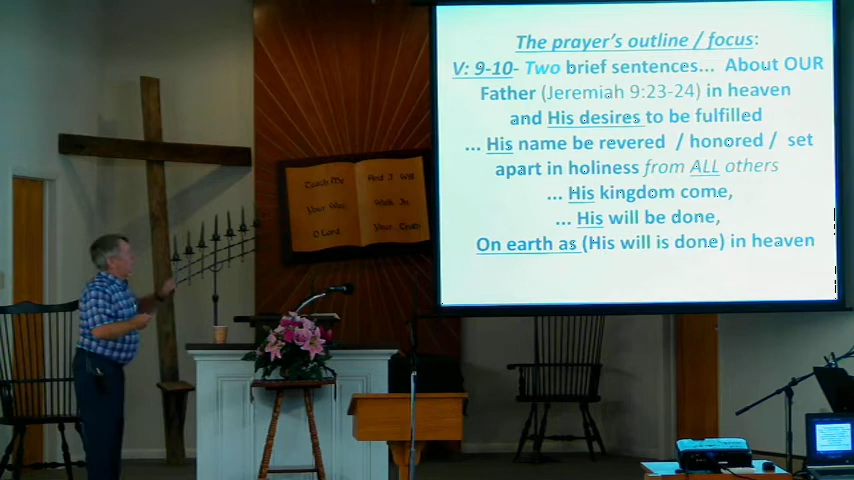 The prayer's outline / focus:
V: 9-10- Two brief sentences... About OUR
Father (Jeremiah 9:23-24) in heaven
and His desires to be fulfilled
... His name be revered / honored / set
apart in holiness from ALL others
... His kingdom come,
... His will be done,
On earth as (His will is done) in heaven
Teach Me
Your Way
O Lord
And I Will
Walk In
Your Truth